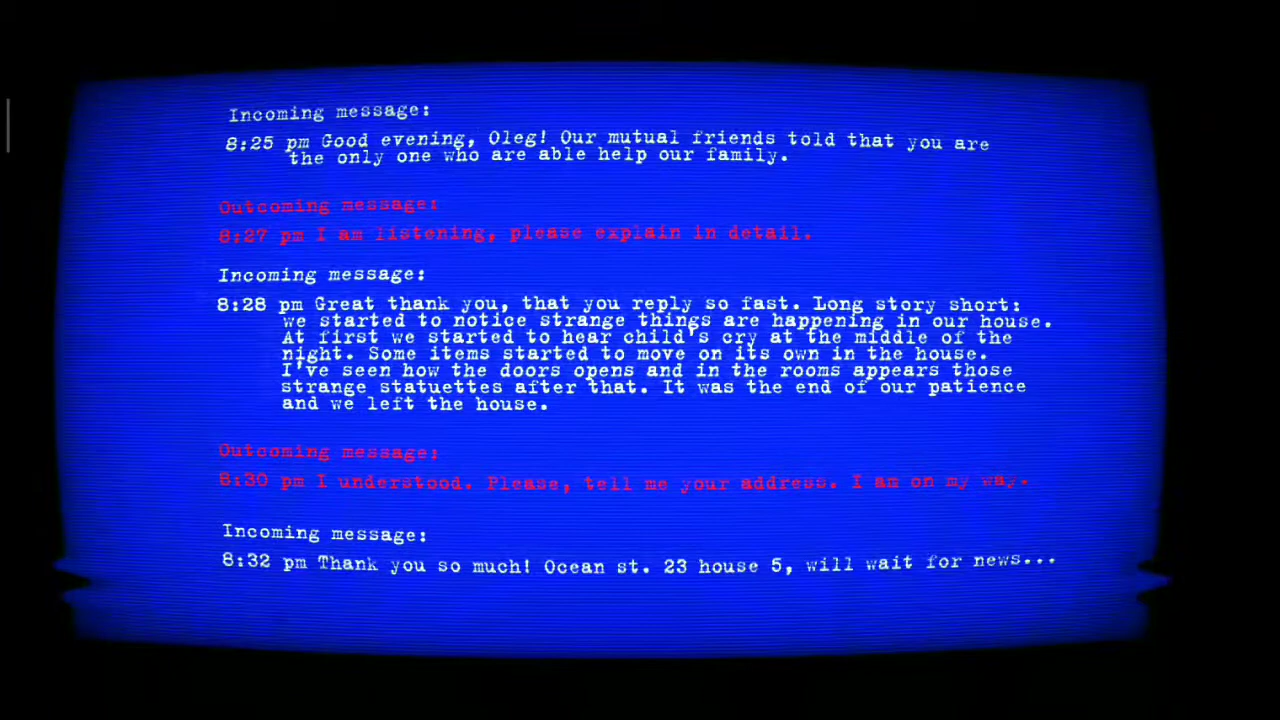 Incoming message:
8:25 pm Good evening, Oleg! Our mutual friends told that you are
the only one who are able help our family.
Outcoming message:
8:27 pm I am listening, please explain in detail.
Incoming message:
8:28 pm Great thank you, that you reply so fast. Long story short:
we started to notice strange things are happening in our house.
At first we started to hear child's cry at the middle of the
night. Some items started to move on its own in the house.
I've seen how the doors opens and in the rooms appears those
strange statuettes after that. It was the end of our patience
and we left the house.
Outcoming message:
8:30 pm I understood. Please, tell me your address. I am on my way.
Incoming message:
8:32 pm Thank you so much! Ocean st. 23 house 5, will wait for news...